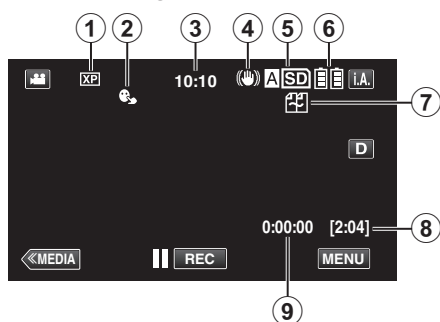 1 2 3 4 5 6
XP 10:10 A SD i.A.
7
D
0:00:00 [2:04] 8
≪MEDIA REC MENU
9